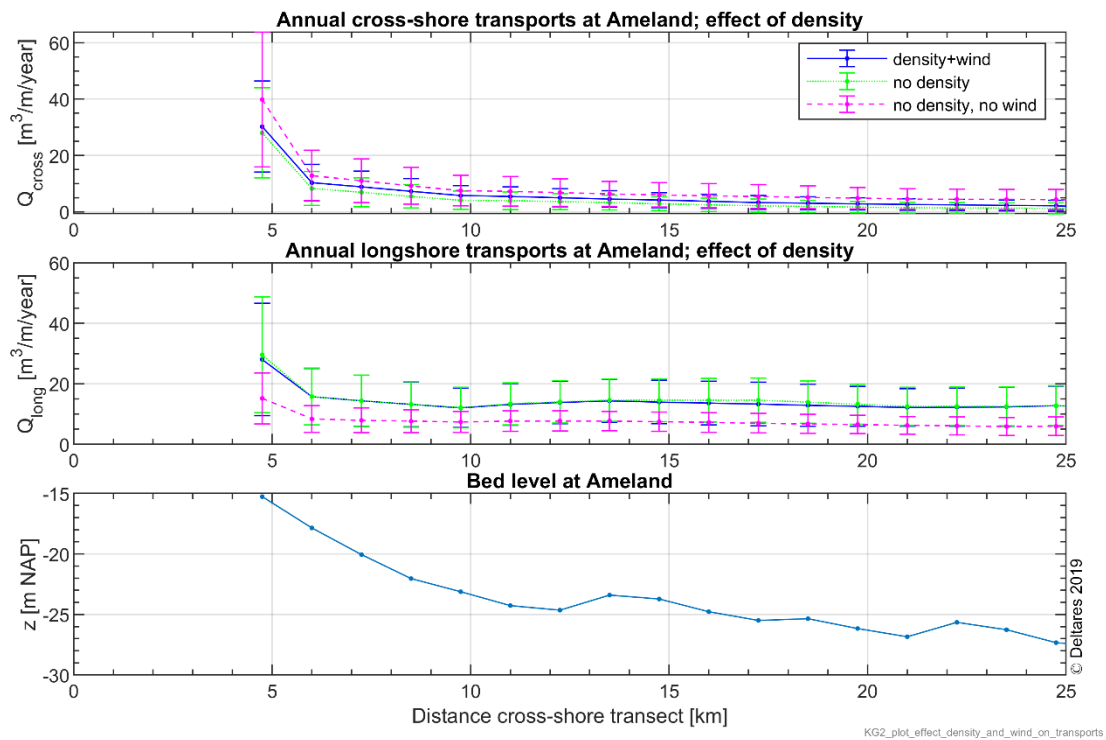 Annual cross-shore transports at Ameland; effect of density
60
40
20
0
Q_cross [m³/m/year]
density+wind
no density
no density, no wind
0 5 10 15 20 25
Annual longshore transports at Ameland; effect of density
60
40
20
0
Q_long [m³/m/year]
0 5 10 15 20 25
Bed level at Ameland
-15
-20
-25
-30
z [m NAP]
0 5 10 15 20 25
Distance cross-shore transect [km]
© Deltares 2019
KG2_plot_effect_density_and_wind_on_transports